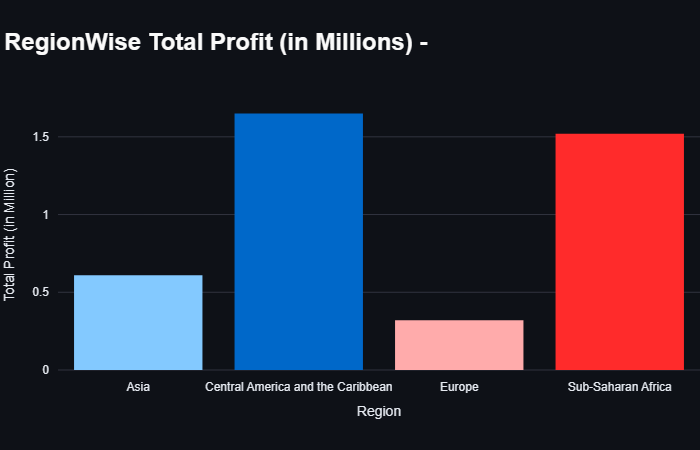 RegionWise Total Profit (in Millions) -
Total Profit (in Million)
1.5
1
0.5
0
Asia
Central America and the Caribbean
Europe
Sub-Saharan Africa
Region